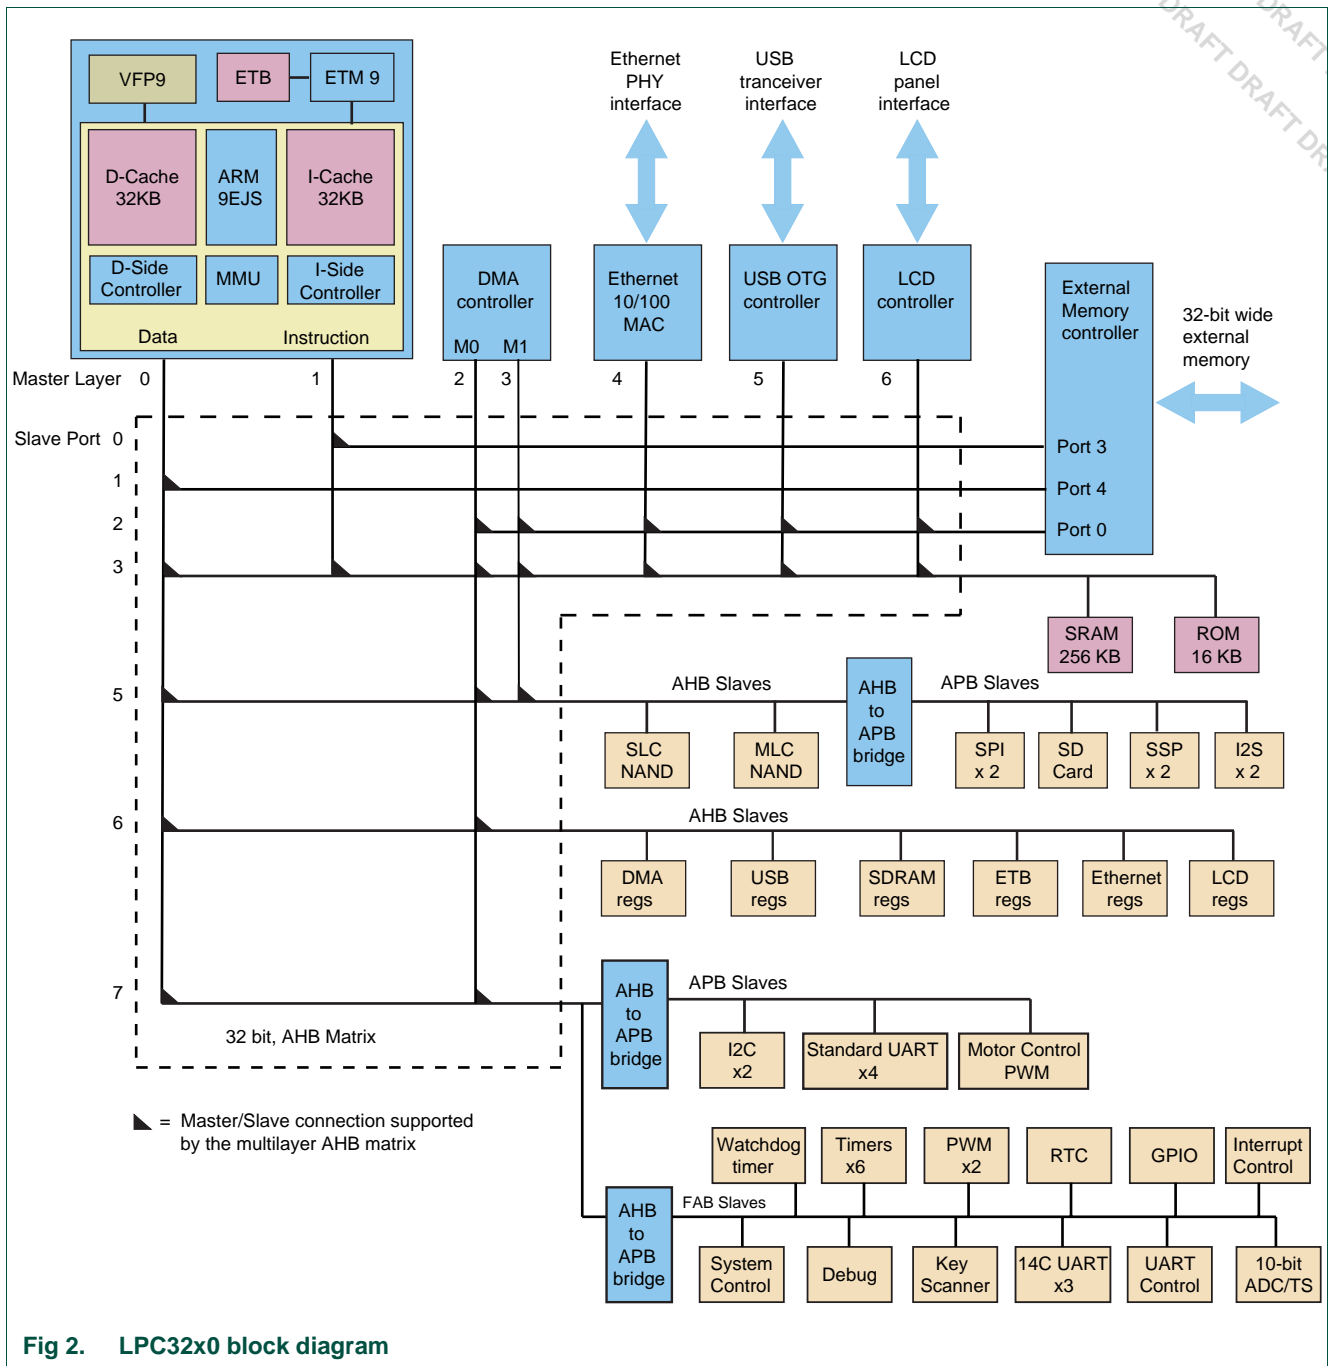 DRAFT DRAFT DRAFT
DRAFT DRAFT
VFP9
ETB
ETM 9
D-Cache
32KB
ARM
9EJS
I-Cache
32KB
D-Side
Controller
MMU
I-Side
Controller
Data
Instruction
Ethernet
PHY
interface
USB
tranceiver
interface
LCD
panel
interface
DMA
controller
M0
M1
Ethernet
10/100
MAC
USB OTG
controller
LCD
controller
External
Memory
controller
32-bit wide
external
memory
Master Layer
0
1
2
3
4
5
6
Slave Port
0
Port 3
1
Port 4
2
Port 0
3
SRAM
256 KB
ROM
16 KB
5
AHB Slaves
AHB
to
APB
bridge
APB Slaves
SLC
NAND
MLC
NAND
SPI
x 2
SD
Card
SSP
x 2
I2S
x 2
6
AHB Slaves
DMA
regs
USB
regs
SDRAM
regs
ETB
regs
Ethernet
regs
LCD
regs
7
AHB
to
APB
bridge
APB Slaves
I2C
x2
Standard UART
x4
Motor Control
PWM
32 bit, AHB Matrix
= Master/Slave connection supported
by the multilayer AHB matrix
Watchdog
timer
Timers
x6
PWM
x2
RTC
GPIO
Interrupt
Control
AHB
to
APB
bridge
FAB Slaves
System
Control
Debug
Key
Scanner
14C UART
x3
UART
Control
10-bit
ADC/TS
Fig 2. LPC32x0 block diagram